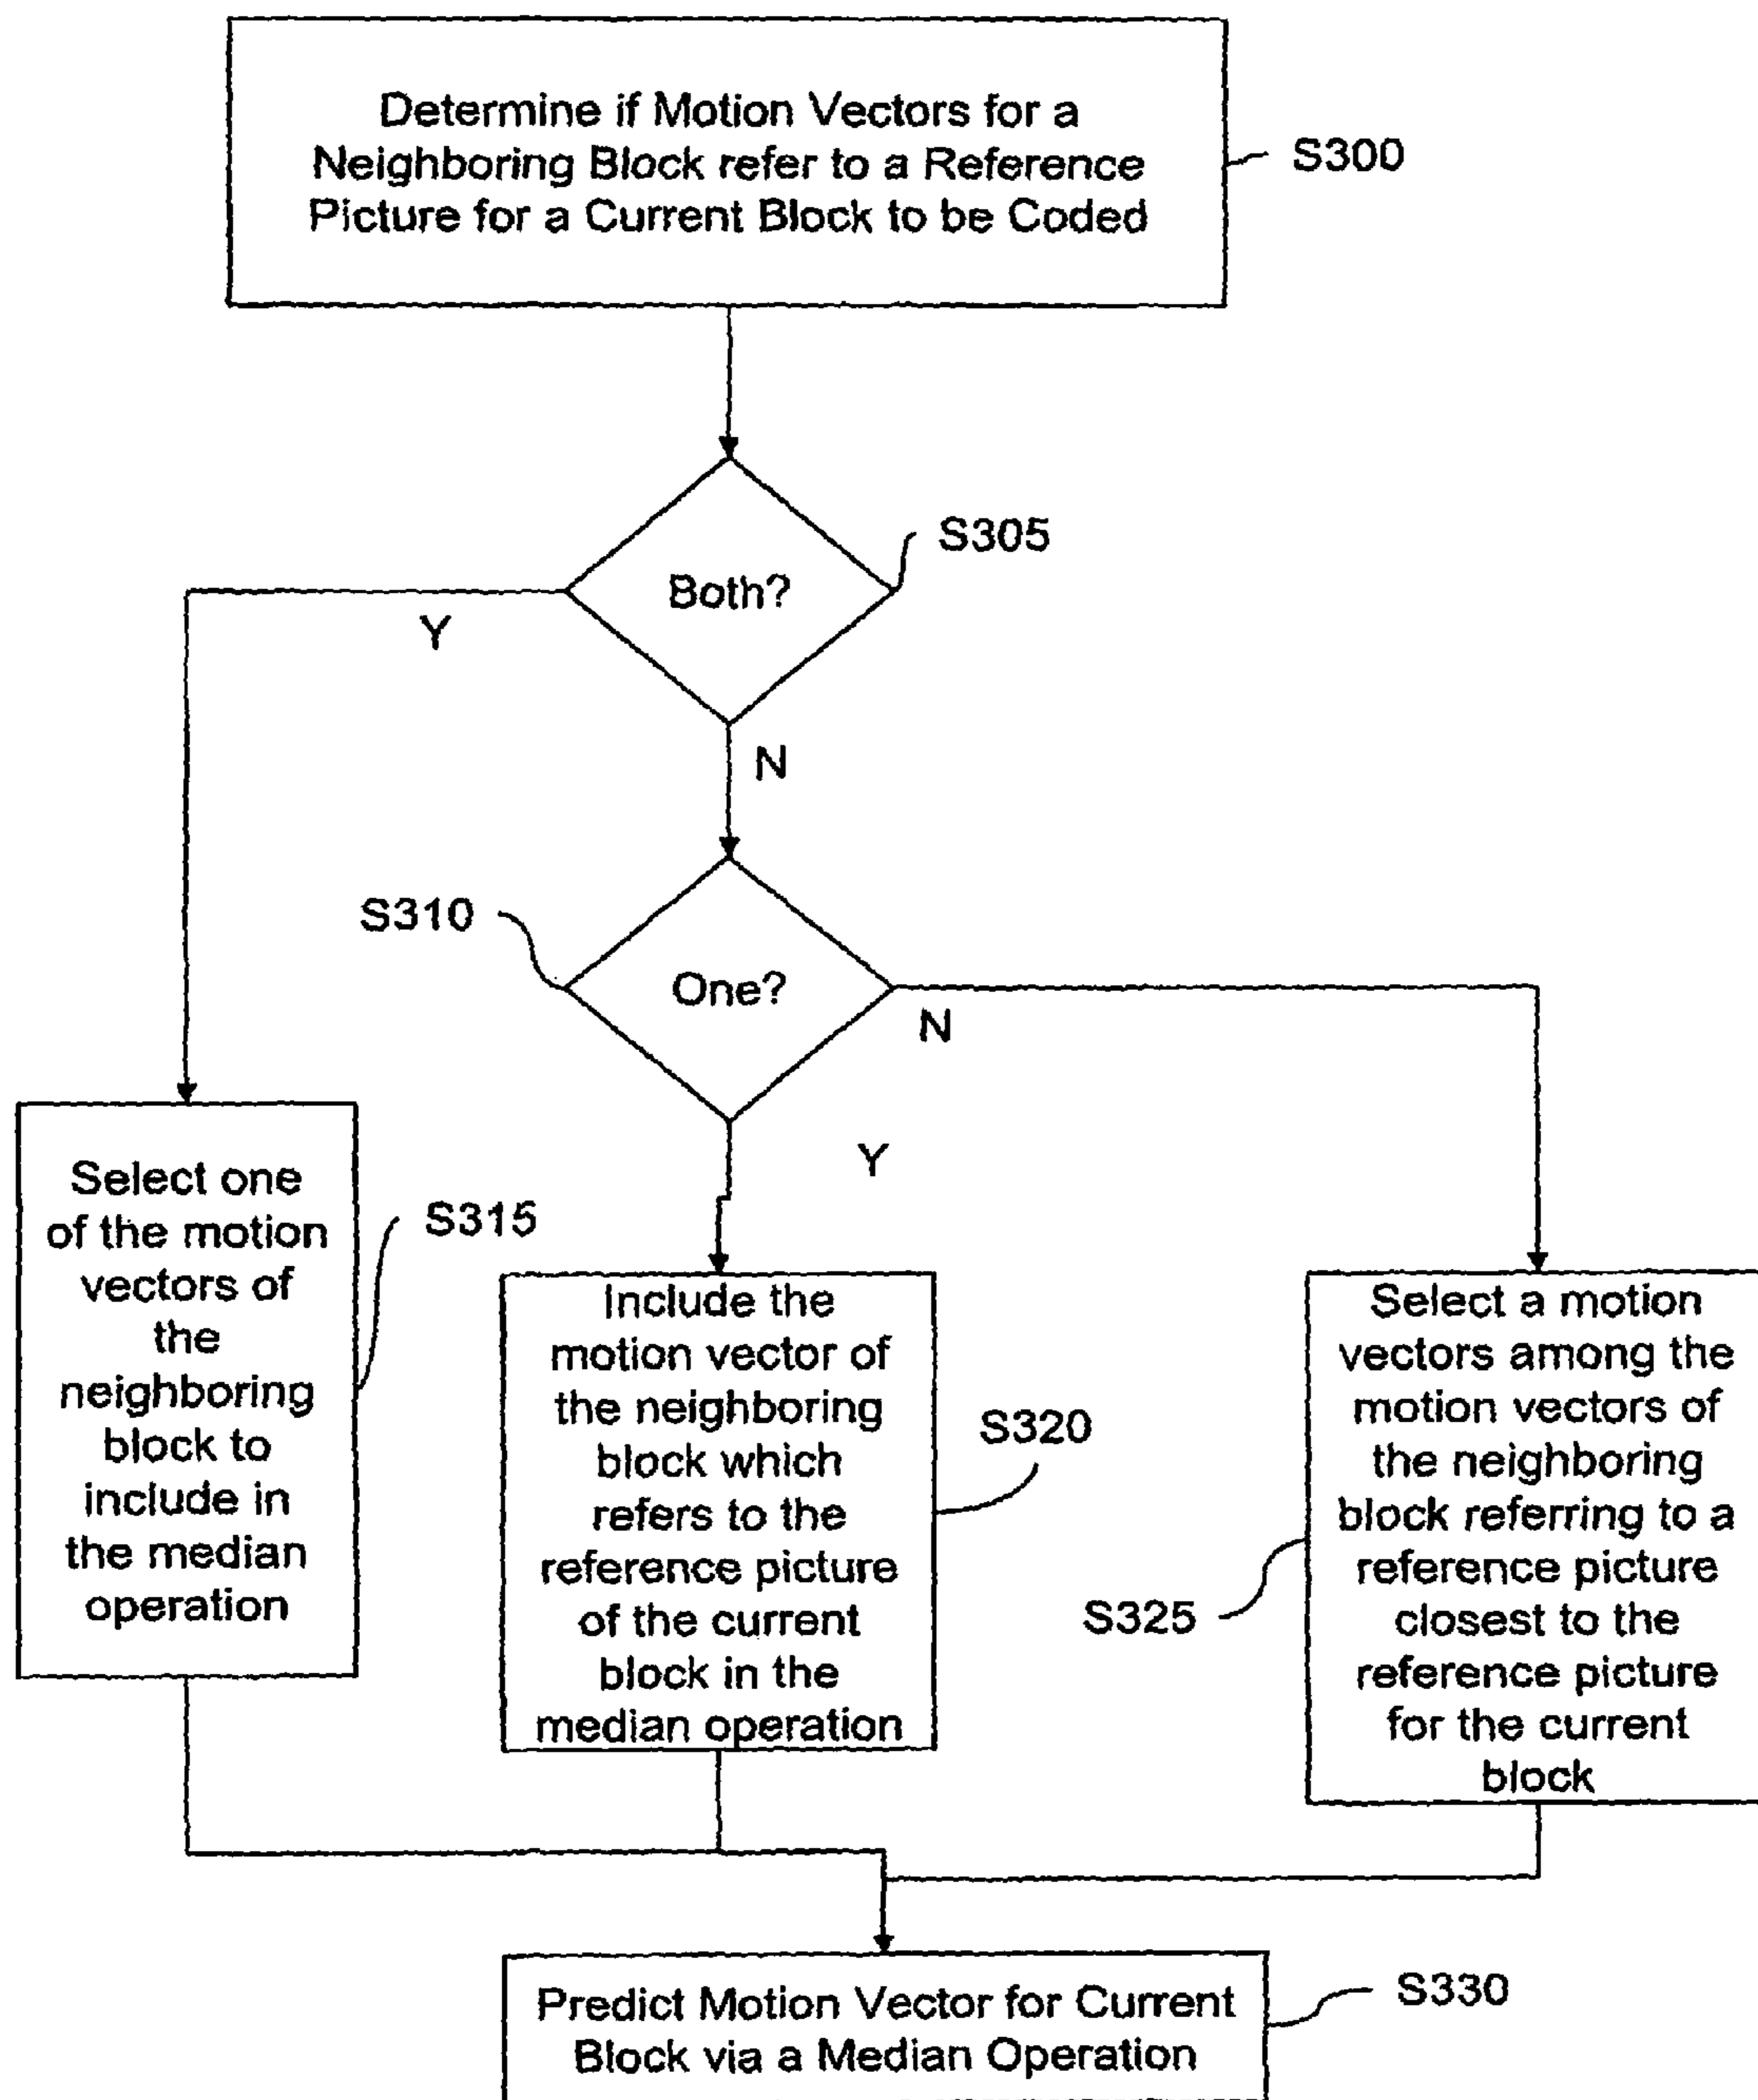 Determine if Motion Vectors for a
Neighboring Block refer to a Reference
Picture for a Current Block to be Coded
S300
Both?
S305
Y
N
S310
One?
N
Y
Select one
of the motion
vectors of
the
neighboring
block to
include in
the median
operation
S315
Include the
motion vector of
the neighboring
block which
refers to the
reference picture
of the current
block in the
median operation
S320
Select a motion
vectors among the
motion vectors of
the neighboring
block referring to a
reference picture
closest to the
reference picture
for the current
block
S325
Predict Motion Vector for Current
Block via a Median Operation
S330